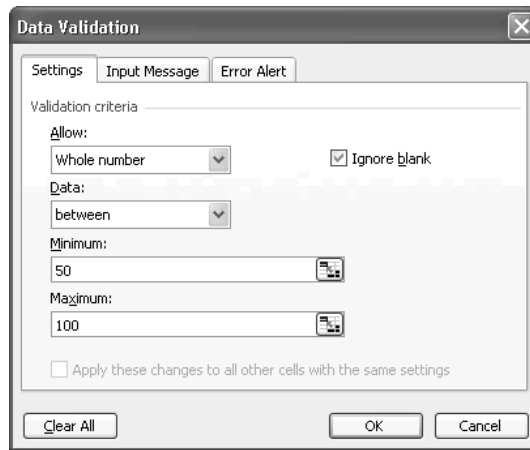 Data Validation
Settings Input Message Error Alert
Validation criteria
Allow:
Whole number Ignore blank
Data:
between
Minimum:
50
Maximum:
100
Apply these changes to all other cells with the same settings
Clear All OK Cancel